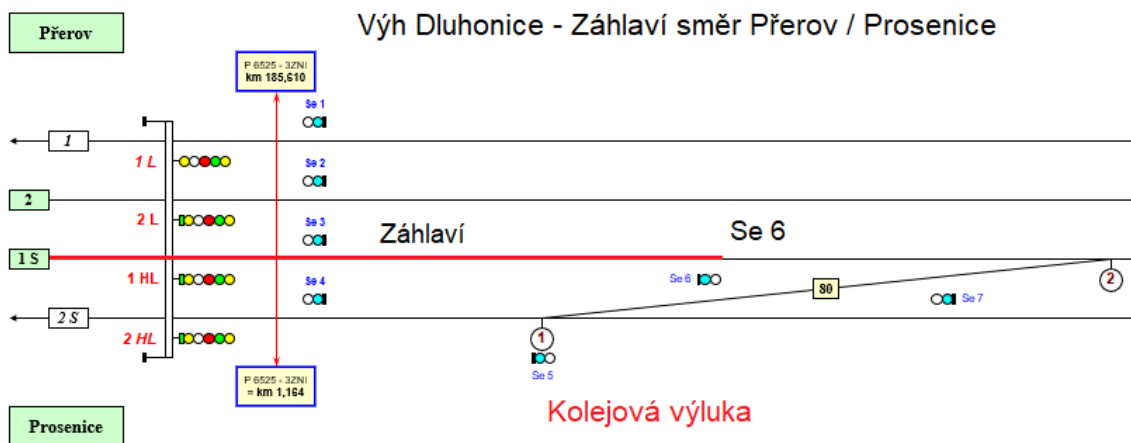 Přerov
Výh Dluhonice - Záhlaví směr Přerov / Prosenice
P 6525 - 3ZNI
km 185,610
Se 1
1
1 L
Se 2
2
2 L
Se 3
Záhlaví
Se 6
1 S
1 HL
Se 4
Se 6
80
Se 7
2
2 S
2 HL
1
Se 5
P 6525 - 3ZNI
= km 1,164
Kolejová výluka
Prosenice